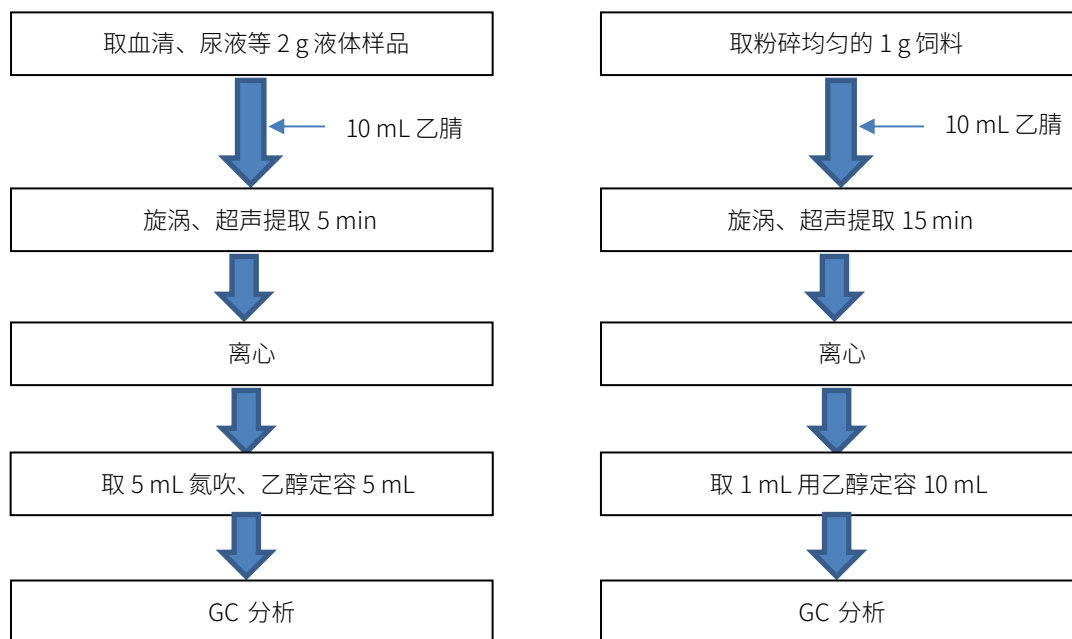 取血清、尿液等 2 g 液体样品
10 mL 乙腈
旋涡、超声提取 5 min
离心
取 5 mL 氮吹、乙醇定容 5 mL
GC 分析
取粉碎均匀的 1 g 饲料
10 mL 乙腈
旋涡、超声提取 15 min
离心
取 1 mL 用乙醇定容 10 mL
GC 分析